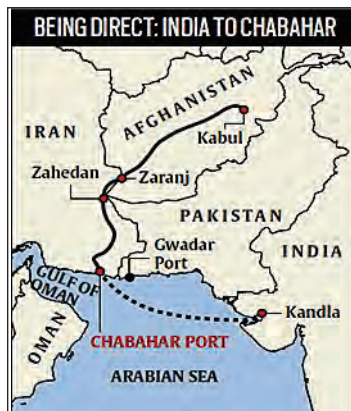 BEING DIRECT: INDIA TO CHABAHAR
AFGHANISTAN
IRAN
Kabul
Zahedan
Zaranj
PAKISTAN
Gwadar
Port
INDIA
GULF OF
OMAN
Kandla
OMAN
CHABAHAR PORT
ARABIAN SEA